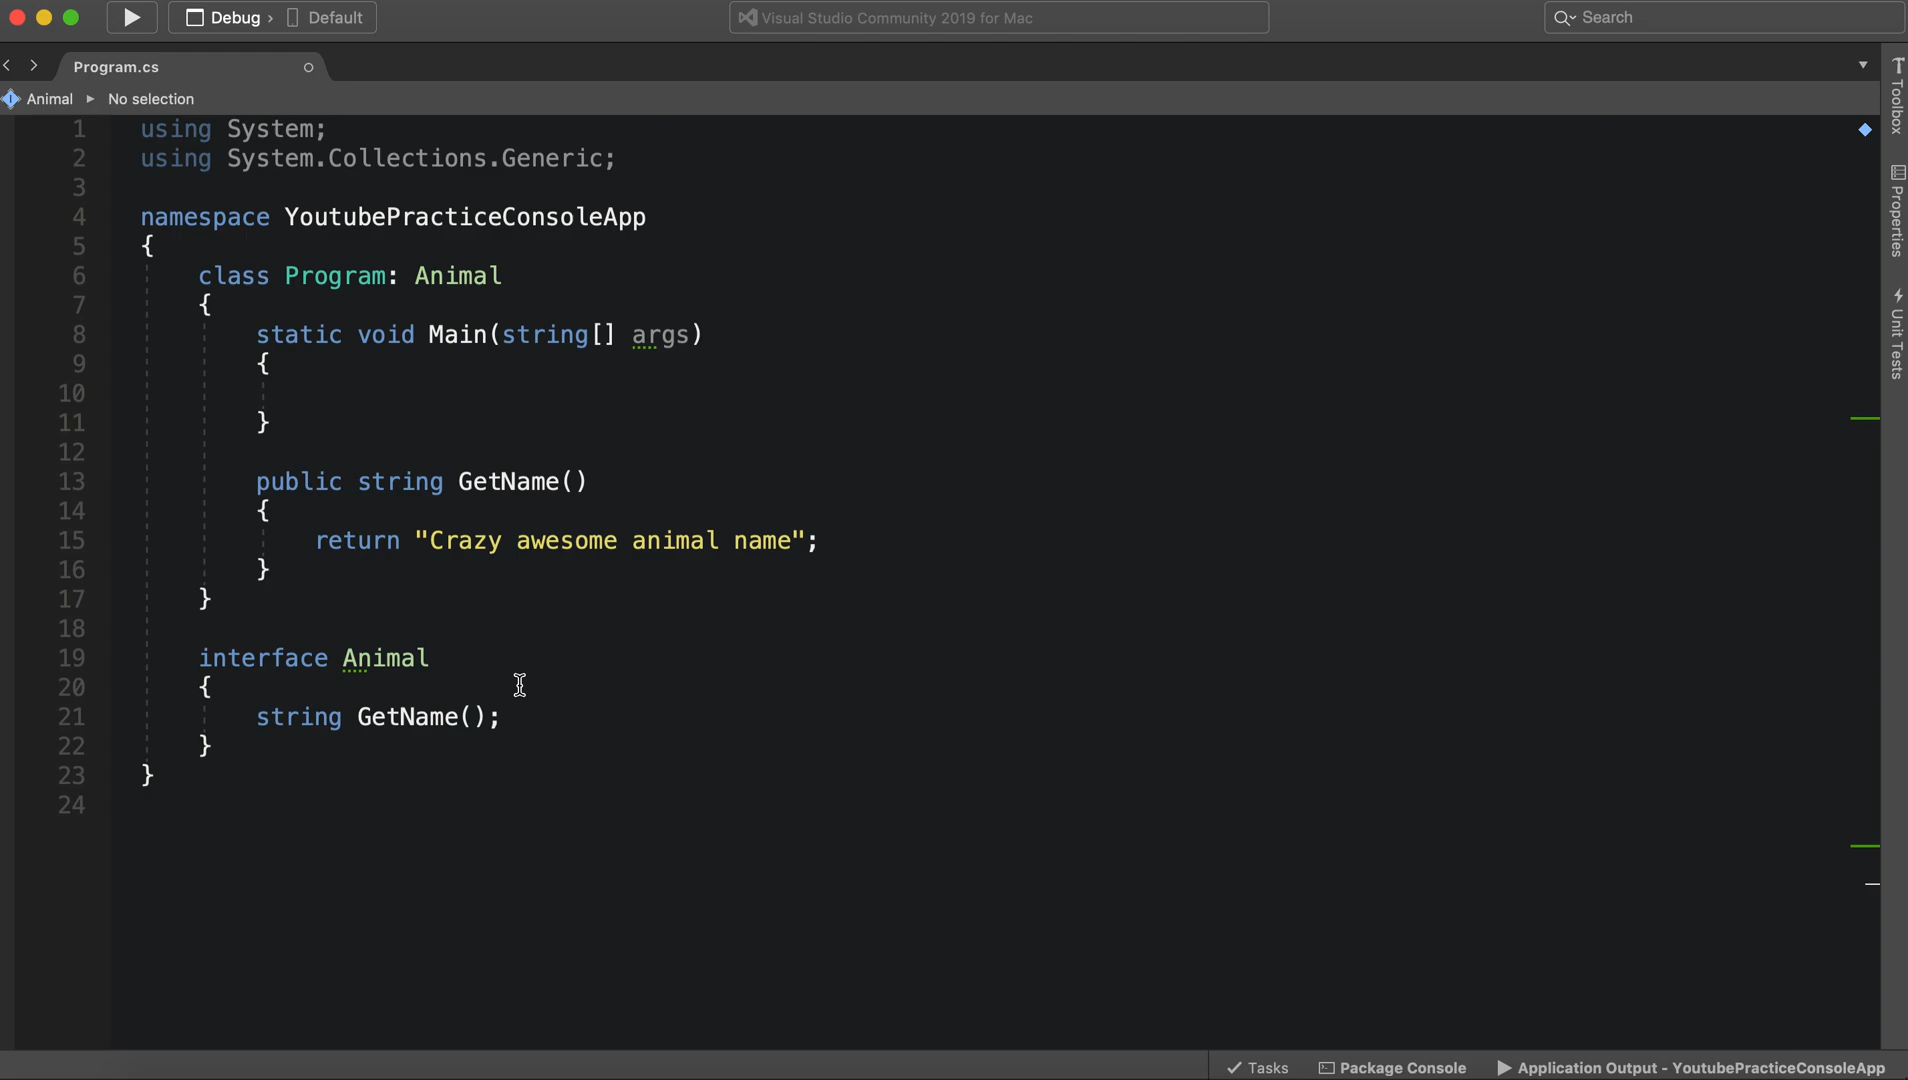 Debug › Default
Visual Studio Community 2019 for Mac
Search
Program.cs
Animal ▸ No selection
Toolbox
Properties
Unit Tests
1 using System;
2 using System.Collections.Generic;
3
4 namespace YoutubePracticeConsoleApp
5 {
6 class Program: Animal
7 {
8 static void Main(string[] args)
9 {
10
11 }
12
13 public string GetName()
14 {
15 return "Crazy awesome animal name";
16 }
17 }
18
19 interface Animal
20 {
21 string GetName();
22 }
23 }
24
Tasks
Package Console
Application Output - YoutubePracticeConsoleApp